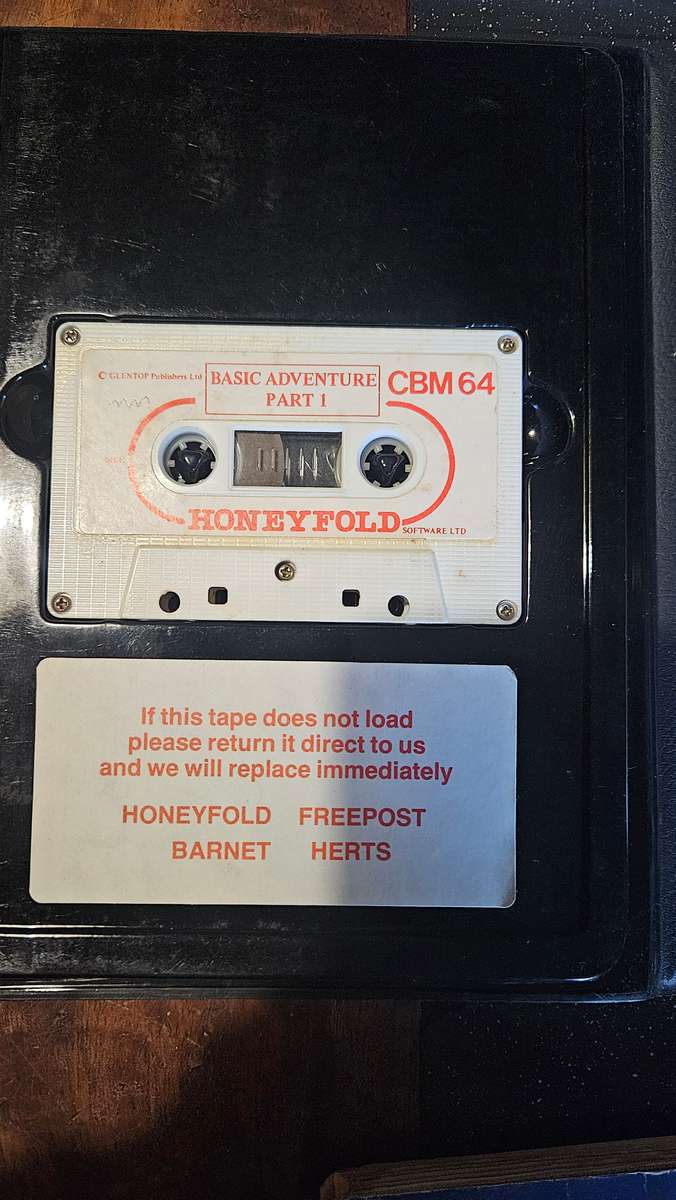 © GLENTOP Publishers Ltd
BASIC ADVENTURE
PART 1
CBM 64
HONEYFOLD
SOFTWARE LTD
If this tape does not load
please return it direct to us
and we will replace immediately
HONEYFOLD FREEPOST
BARNET HERTS